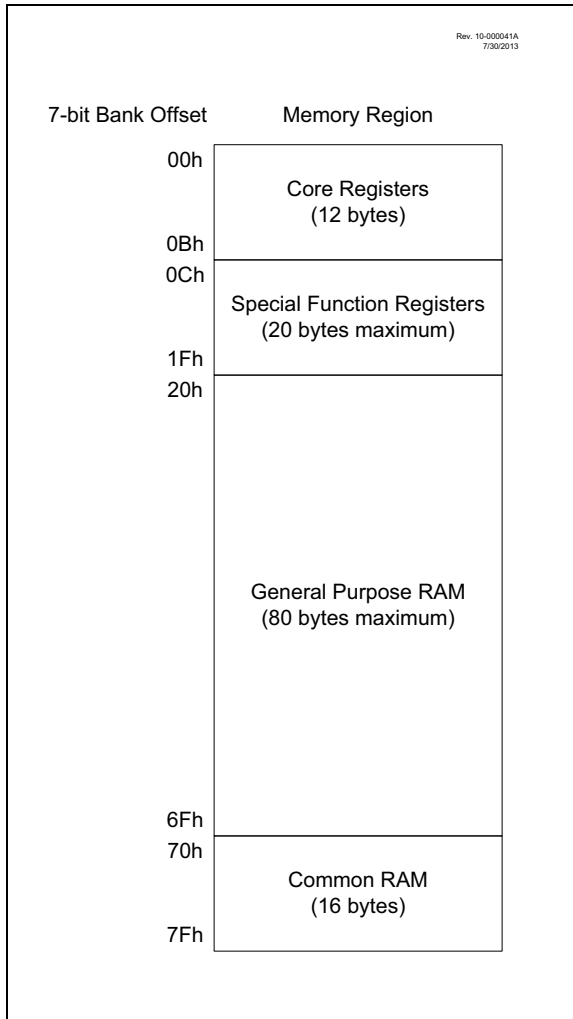 Rev. 10-000041A
7/30/2013
7-bit Bank Offset
Memory Region
00h
Core Registers
(12 bytes)
0Bh
0Ch
Special Function Registers
(20 bytes maximum)
1Fh
20h
General Purpose RAM
(80 bytes maximum)
6Fh
70h
Common RAM
(16 bytes)
7Fh